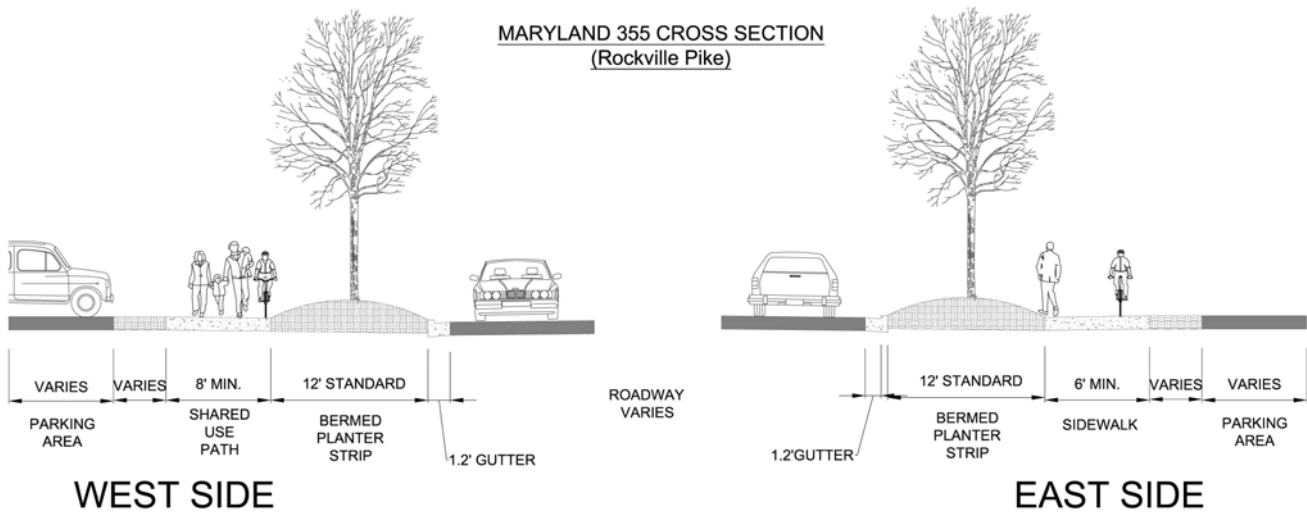 MARYLAND 355 CROSS SECTION
(Rockville Pike)
VARIES
PARKING
AREA
VARIES
8' MIN.
SHARED
USE
PATH
12' STANDARD
BERMED
PLANTER
STRIP
1.2' GUTTER
ROADWAY
VARIES
1.2'GUTTER
12' STANDARD
BERMED
PLANTER
STRIP
6' MIN.
SIDEWALK
VARIES
VARIES
PARKING
AREA
WEST SIDE
EAST SIDE